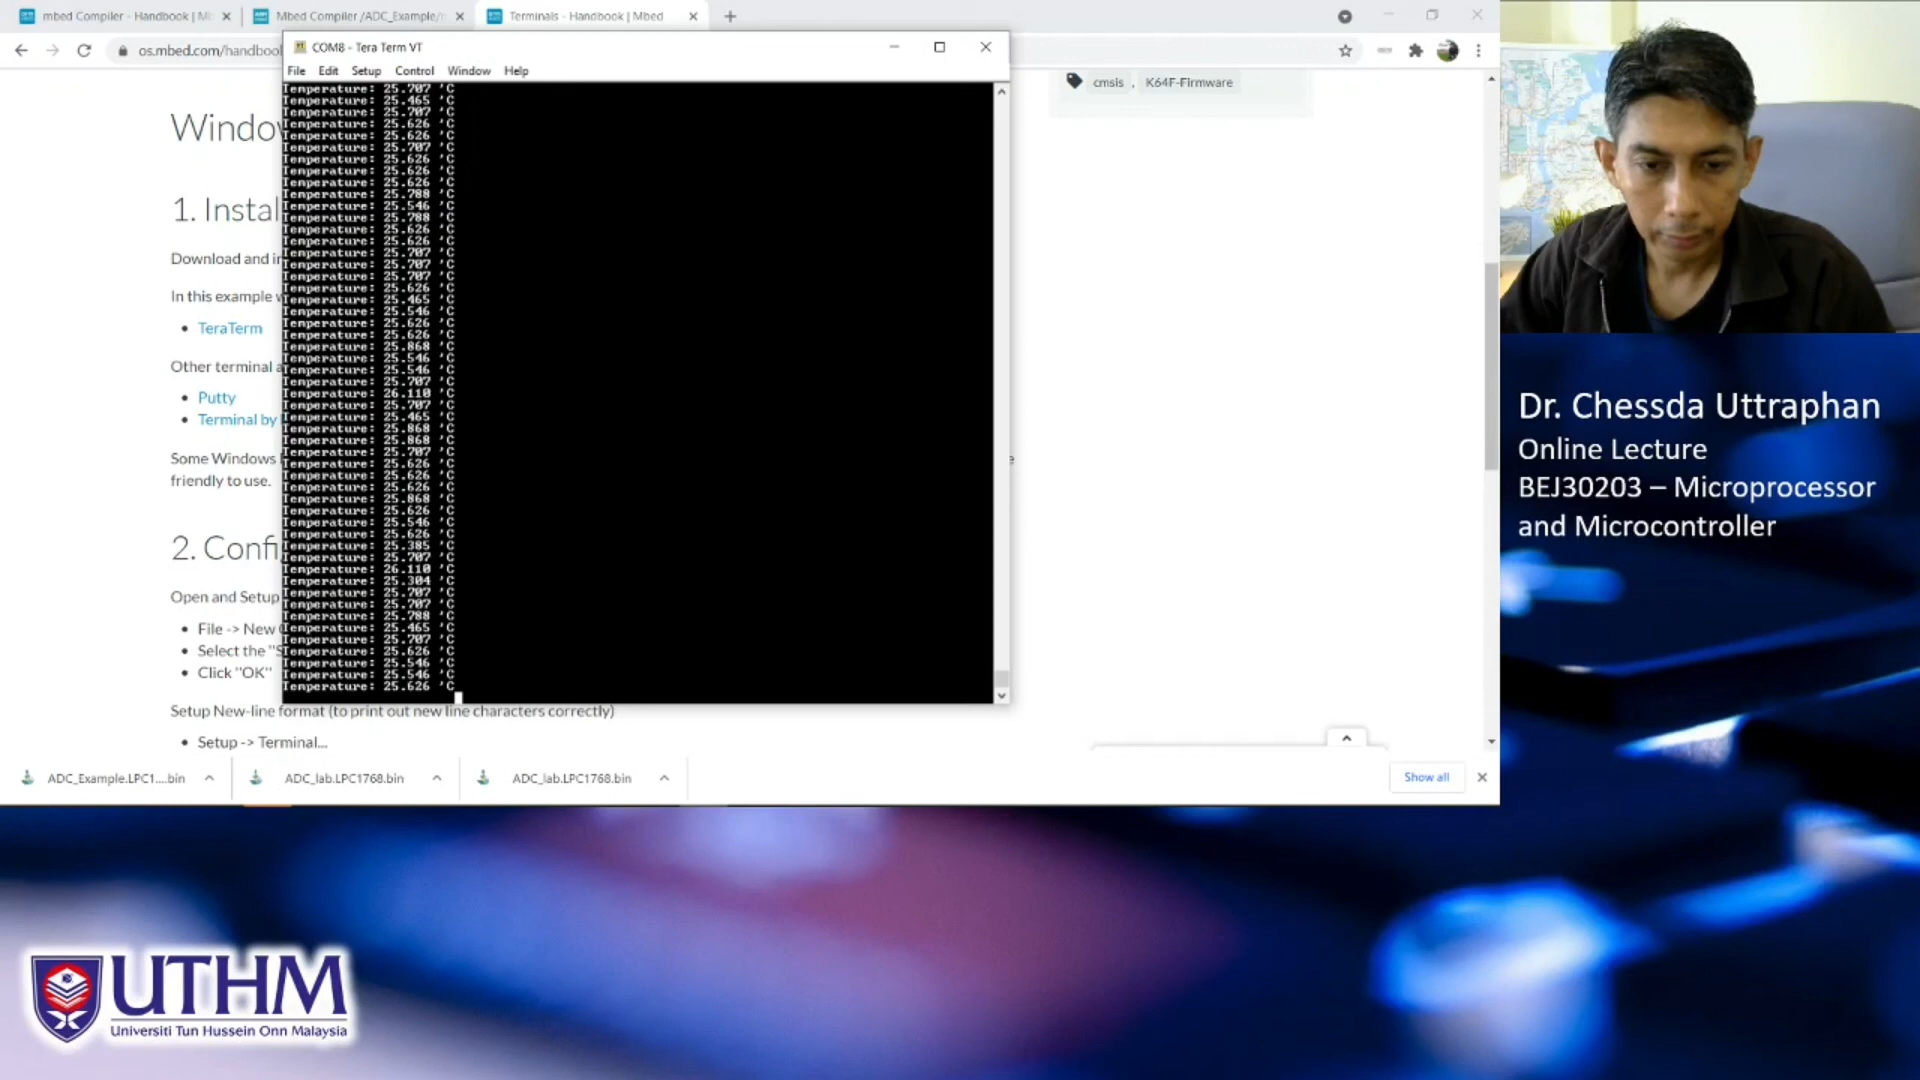 mbed Compiler - Handbook | M
Mbed Compiler /ADC_Example/
Terminals - Handbook | Mbed
os.mbed.com/handboo
COM8 - Tera Term VT
File Edit Setup Control Window Help
cmsis , K64F-Firmware
Temperature: 25.707 'C
Temperature: 25.465 'C
Temperature: 25.707 'C
Temperature: 25.626 'C
Temperature: 25.626 'C
Temperature: 25.707 'C
Temperature: 25.626 'C
Temperature: 25.626 'C
Temperature: 25.626 'C
Temperature: 25.788 'C
Temperature: 25.546 'C
Temperature: 25.788 'C
Temperature: 25.626 'C
Temperature: 25.626 'C
Temperature: 25.707 'C
Temperature: 25.707 'C
Temperature: 25.707 'C
Temperature: 25.626 'C
Temperature: 25.465 'C
Temperature: 25.546 'C
Temperature: 25.626 'C
Temperature: 25.626 'C
Temperature: 25.868 'C
Temperature: 25.546 'C
Temperature: 25.546 'C
Temperature: 25.707 'C
Temperature: 26.110 'C
Temperature: 25.707 'C
Temperature: 25.465 'C
Temperature: 25.868 'C
Temperature: 25.868 'C
Temperature: 25.707 'C
Temperature: 25.626 'C
Temperature: 25.626 'C
Temperature: 25.626 'C
Temperature: 25.868 'C
Temperature: 25.626 'C
Temperature: 25.546 'C
Temperature: 25.626 'C
Temperature: 25.385 'C
Temperature: 25.707 'C
Temperature: 26.110 'C
Temperature: 25.304 'C
Temperature: 25.707 'C
Temperature: 25.707 'C
Temperature: 25.788 'C
Temperature: 25.465 'C
Temperature: 25.707 'C
Temperature: 25.626 'C
Temperature: 25.546 'C
Temperature: 25.546 'C
Temperature: 25.626 'C
Windo
1. Instal
Download and i
In this example
• TeraTerm
Other terminal a
• Putty
• Terminal by
Some Windows
friendly to use.
2. Confi
Open and Setup
• File -> New
• Select the "S
• Click "OK"
Setup New-line format (to print out new line characters correctly)
• Setup -> Terminal...
ADC_Example.LPC1....bin
ADC_lab.LPC1768.bin
ADC_lab.LPC1768.bin
Show all
Dr. Chessda Uttraphan
Online Lecture
BEJ30203 – Microprocessor
and Microcontroller
UTHM
Universiti Tun Hussein Onn Malaysia